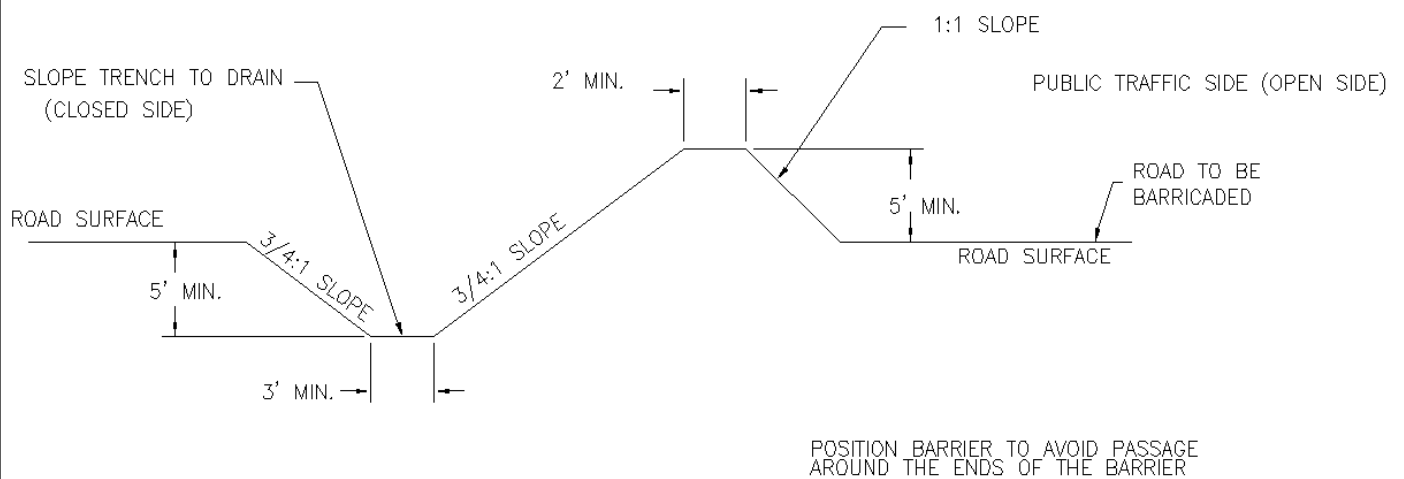 1:1 SLOPE
SLOPE TRENCH TO DRAIN
(CLOSED SIDE)
2' MIN.
PUBLIC TRAFFIC SIDE (OPEN SIDE)
ROAD TO BE
BARRICADED
5' MIN.
ROAD SURFACE
3/4:1 SLOPE
3/4:1 SLOPE
ROAD SURFACE
5' MIN.
3' MIN.
POSITION BARRIER TO AVOID PASSAGE
AROUND THE ENDS OF THE BARRIER